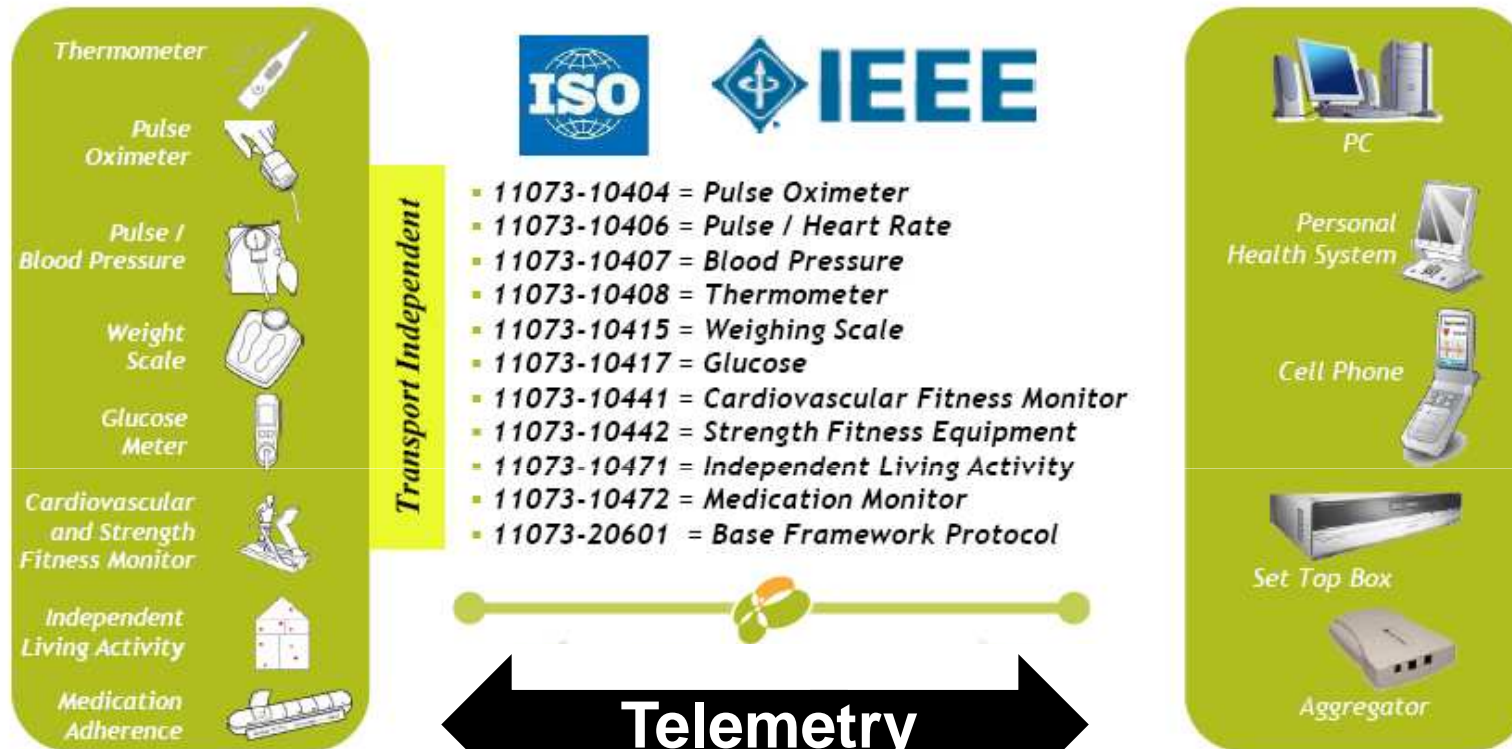 Thermometer
Pulse
Oximeter
Pulse /
Blood Pressure
Weight
Scale
Glucose
Meter
Cardiovascular
and Strength
Fitness Monitor
Independent
Living Activity
Medication
Adherence
Transport Independent
ISO
IEEE
11073-10404 = Pulse Oximeter
11073-10406 = Pulse / Heart Rate
11073-10407 = Blood Pressure
11073-10408 = Thermometer
11073-10415 = Weighing Scale
11073-10417 = Glucose
11073-10441 = Cardiovascular Fitness Monitor
11073-10442 = Strength Fitness Equipment
11073-10471 = Independent Living Activity
11073-10472 = Medication Monitor
11073-20601 = Base Framework Protocol
Telemetry
PC
Personal
Health System
Cell Phone
Set Top Box
Aggregator